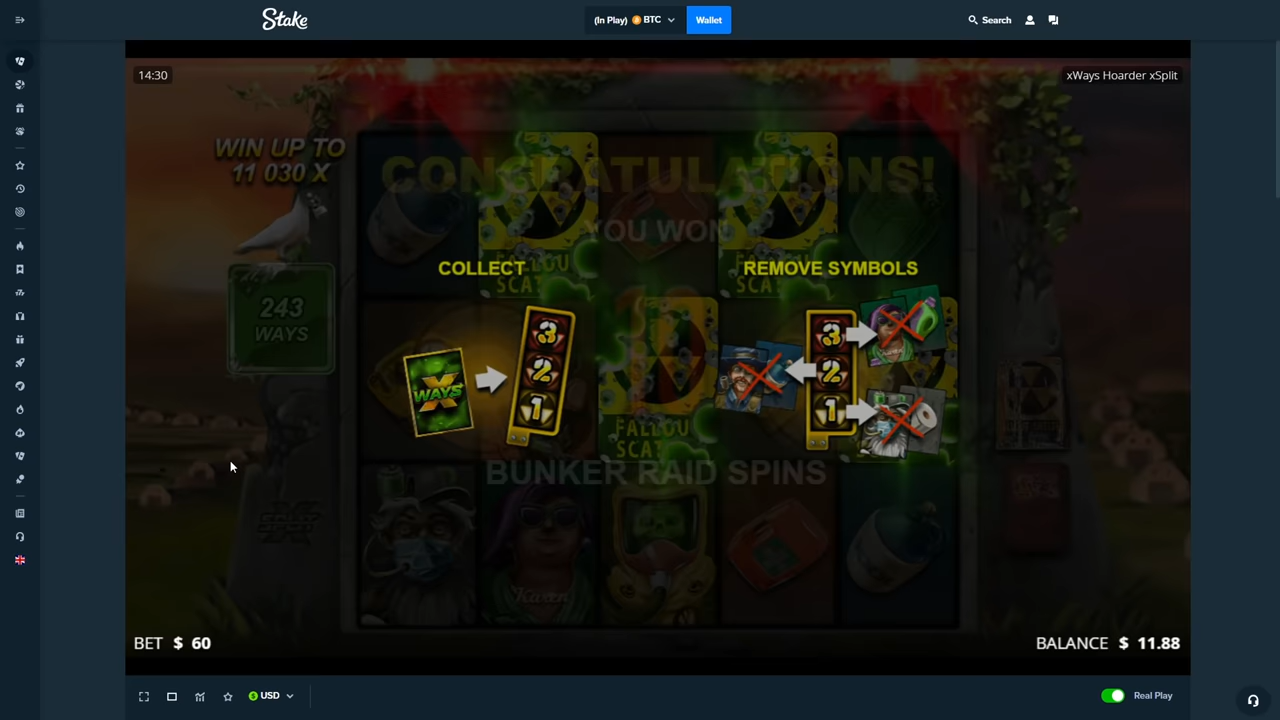 Stake
(In Play) BTC
Wallet
Search
14:30
xWays Hoarder xSplit
WIN UP TO
11 030 X
CONGRATULATIONS!
YOU WON
COLLECT
REMOVE SYMBOLS
243
WAYS
X
WAYS
3
2
1
3
2
1
BUNKER RAID SPINS
Karen
BET $ 60
BALANCE $ 11.88
USD
Real Play